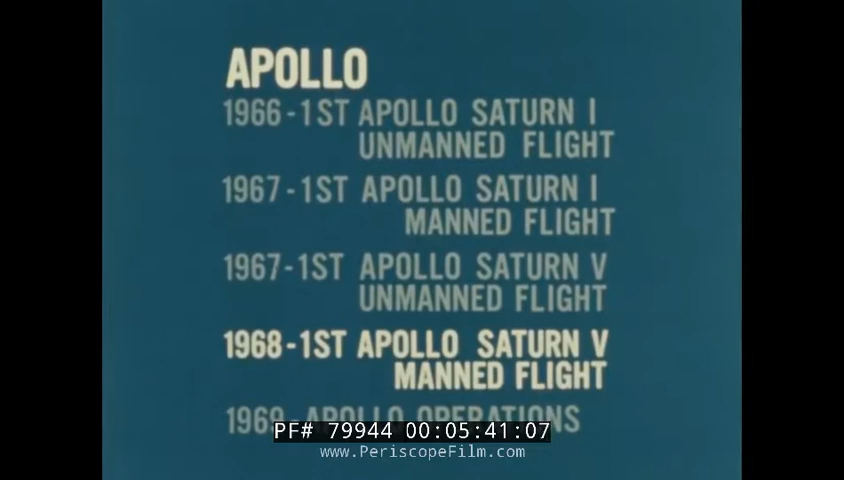 APOLLO
1966-1ST APOLLO SATURN I
UNMANNED FLIGHT
1967-1ST APOLLO SATURN I
MANNED FLIGHT
1967-1ST APOLLO SATURN V
UNMANNED FLIGHT
1968-1ST APOLLO SATURN V
MANNED FLIGHT
1969-APOLLO OPERATIONS
PF# 79944 00:05:41:07
www.PeriscopeFilm.com